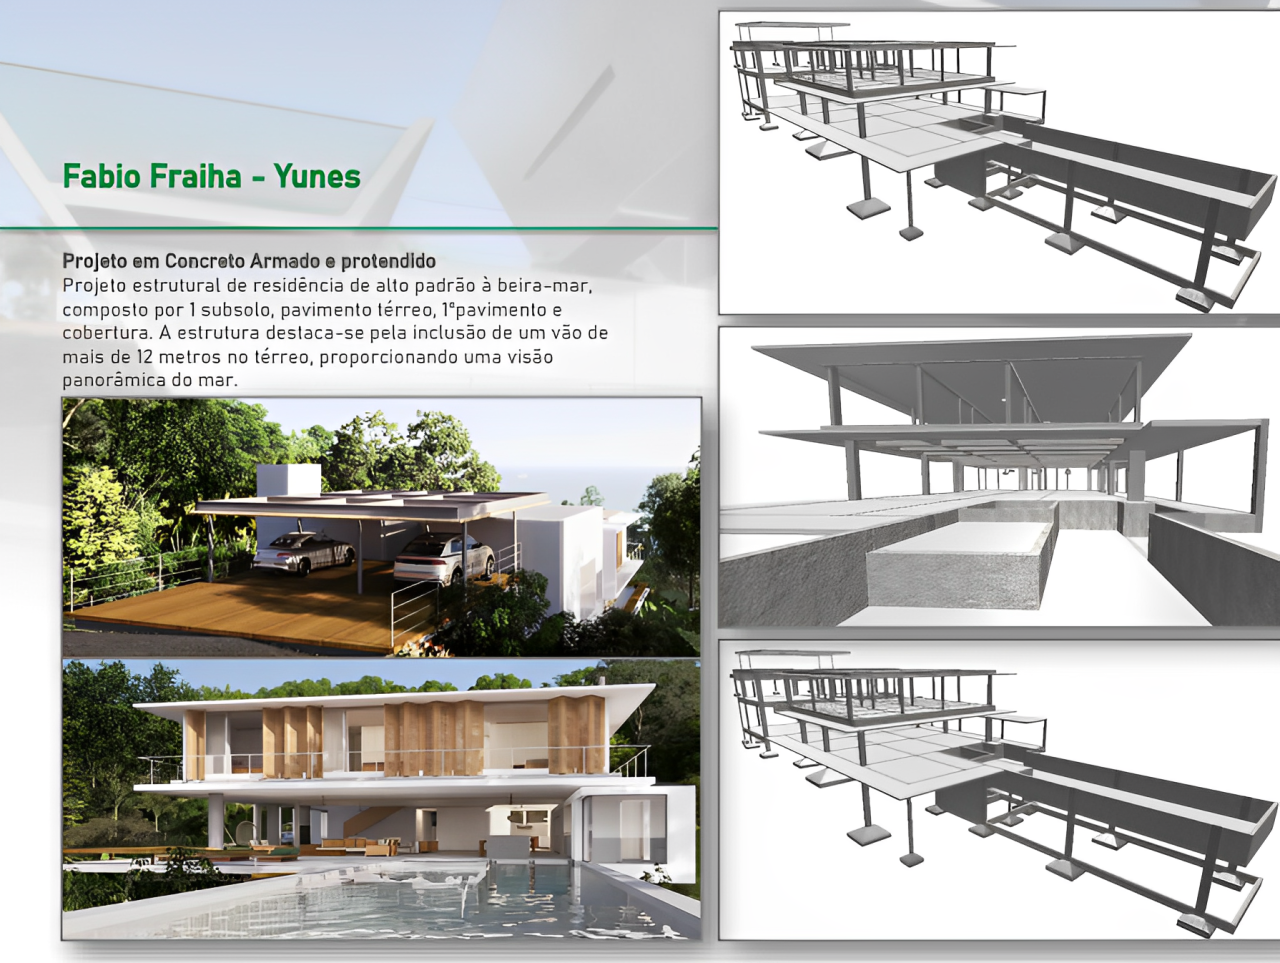 Fabio Fraiha - Yunes
Projeto em Concreto Armado e protendido
Projeto estrutural de residência de alto padrão à beira-mar,
composto por 1 subsolo, pavimento térreo, 1ºpavimento e
cobertura. A estrutura destaca-se pela inclusão de um vão de
mais de 12 metros no térreo, proporcionando uma visão
panorâmica do mar.